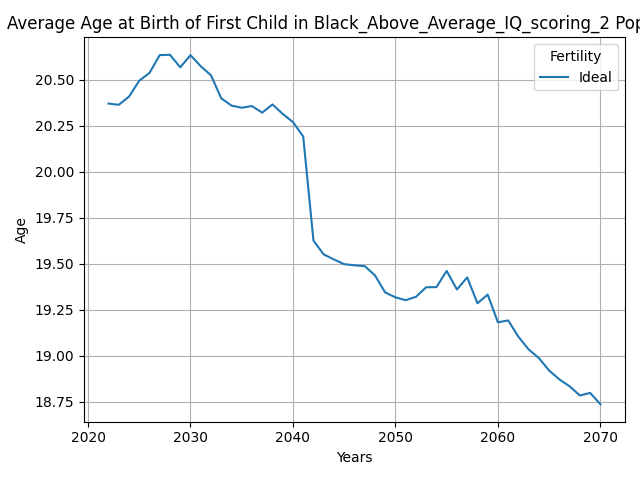 Average Age at Birth of First Child in Black_Above_Average_IQ_scoring_2 Pop
Fertility
Ideal
20.50
20.25
20.00
19.75
19.50
19.25
19.00
18.75
Age
2020 2030 2040 2050 2060 2070
Years